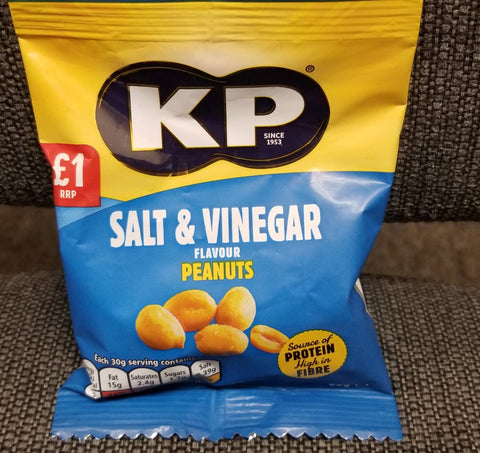 KP
®
SINCE
1953
£1
RRP
SALT & VINEGAR
FLAVOUR
PEANUTS
Source of
PROTEIN
High in
FIBRE
Each 30g serving contains
Fat Saturates Sugars Salt
15g 2.4g